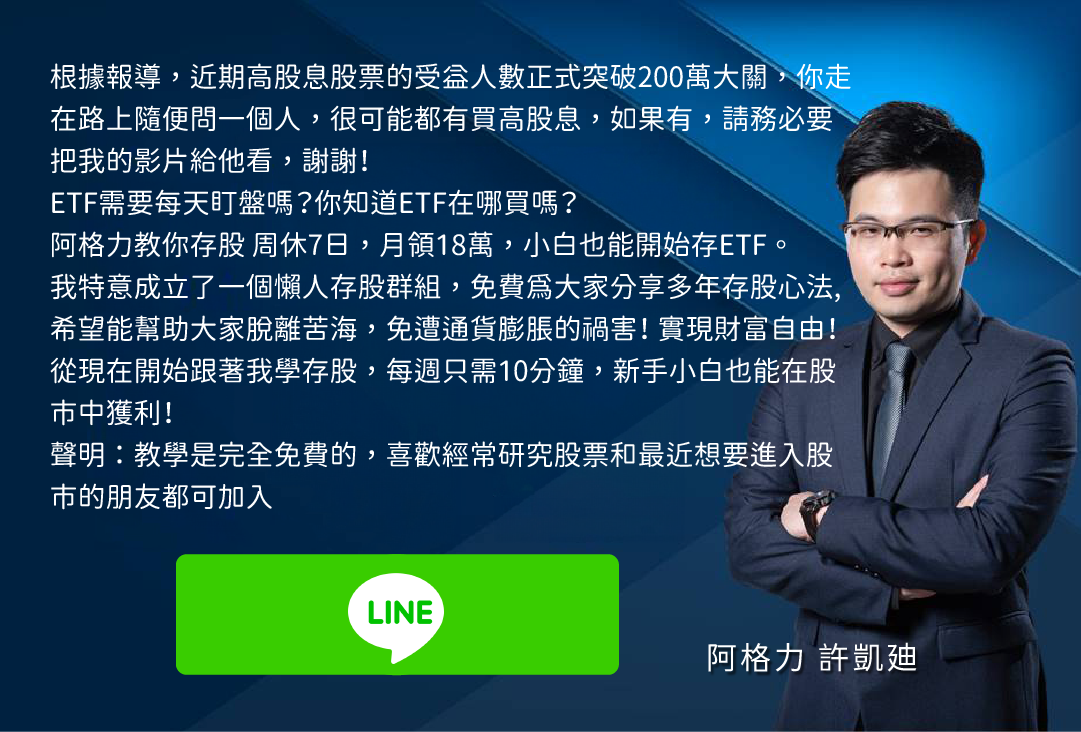 根據報導，近期高股息股票的受益人數正式突破200萬大關，你走
在路上隨便問一個人，很可能都有買高股息，如果有，請務必要
把我的影片給他看，謝謝！
ETF需要每天盯盤嗎？你知道ETF在哪買嗎？
阿格力教你存股 周休7日，月領18萬，小白也能開始存ETF。
我特意成立了一個懶人存股群組，免費爲大家分享多年存股心法,
希望能幫助大家脫離苦海，免遭通貨膨脹的禍害！實現財富自由！
從現在開始跟著我學存股，每週只需10分鐘，新手小白也能在股
市中獲利！
聲明：教學是完全免費的，喜歡經常研究股票和最近想要進入股
市的朋友都可加入
LINE
阿格力 許凱廸